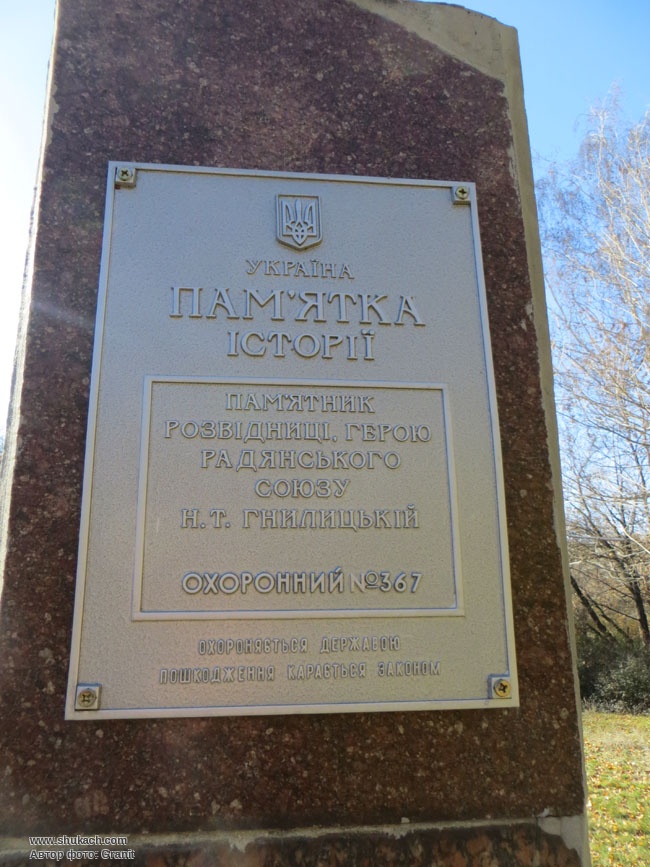 УКРАЇНА
ПАМ'ЯТКА
ІСТОРІЇ
ПАМ'ЯТНИК
РОЗВІДНИЦІ, ГЕРОЮ
РАДЯНСЬКОГО
СОЮЗУ
Н. Т. ГНИЛИЦЬКІЙ
ОХОРОННИЙ №367
ОХОРОНЯЄТЬСЯ ДЕРЖАВОЮ
ПОШКОДЖЕННЯ КАРАЄТЬСЯ ЗАКОНОМ
www.shukach.com
Автор фото: Granit